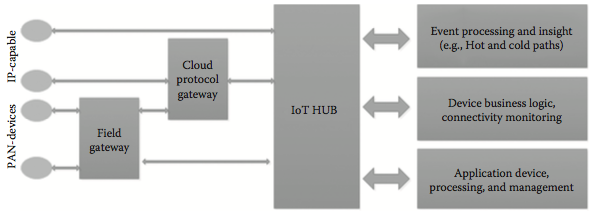 IP-capable
PAN-devices
Cloud
protocol
gateway
Field
gateway
IoT HUB
Event processing and insight
(e.g., Hot and cold paths)
Device business logic,
connectivity monitoring
Application device,
processing, and management